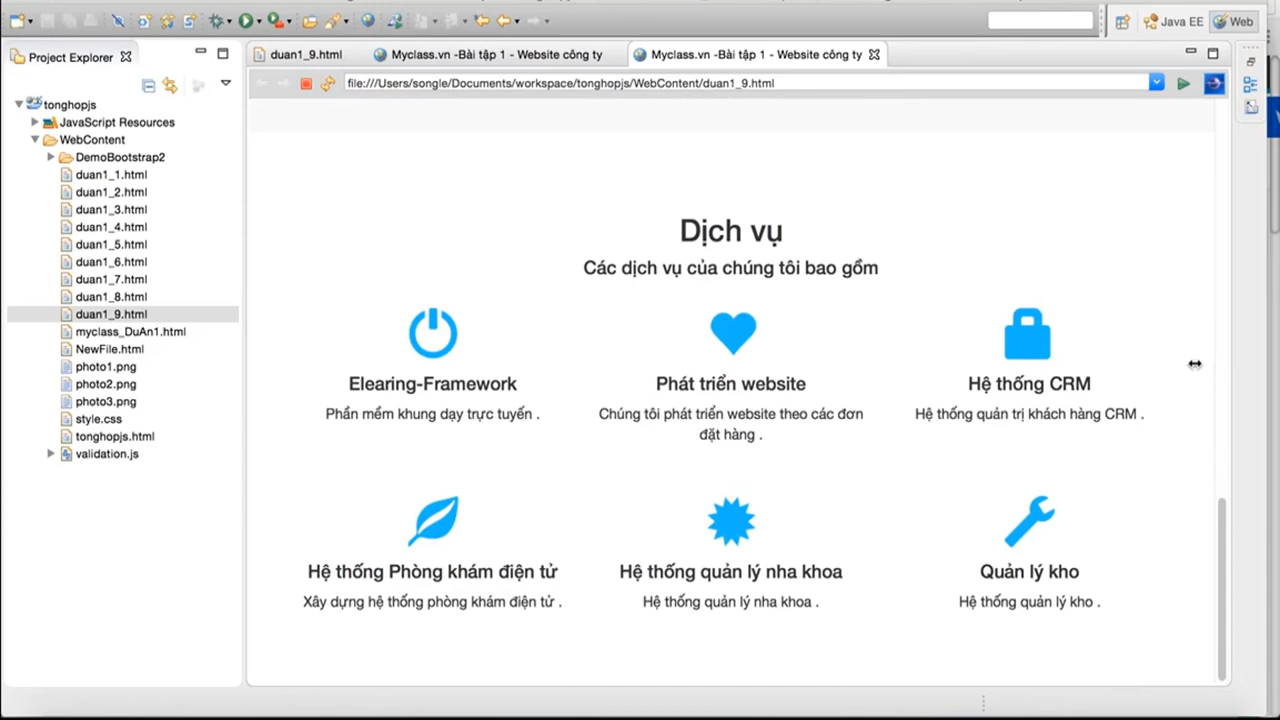 Java EE
Web
Project Explorer
duan1_9.html
Myclass.vn -Bài tập 1 - Website công ty
Myclass.vn -Bài tập 1 - Website công ty
file:///Users/songle/Documents/workspace/tonghopjs/WebContent/duan1_9.html
tonghopjs
JavaScript Resources
WebContent
DemoBootstrap2
duan1_1.html
duan1_2.html
duan1_3.html
duan1_4.html
duan1_5.html
duan1_6.html
duan1_7.html
duan1_8.html
duan1_9.html
myclass_DuAn1.html
NewFile.html
photo1.png
photo2.png
photo3.png
style.css
tonghopjs.html
validation.js
Dịch vụ
Các dịch vụ của chúng tôi bao gồm
Elearing-Framework
Phần mềm khung dạy trực tuyến .
Phát triển website
Chúng tôi phát triển website theo các đơn
đặt hàng .
Hệ thống CRM
Hệ thống quản trị khách hàng CRM .
Hệ thống Phòng khám điện tử
Xây dựng hệ thống phòng khám điện tử .
Hệ thống quản lý nha khoa
Hệ thống quản lý nha khoa .
Quản lý kho
Hệ thống quản lý kho .